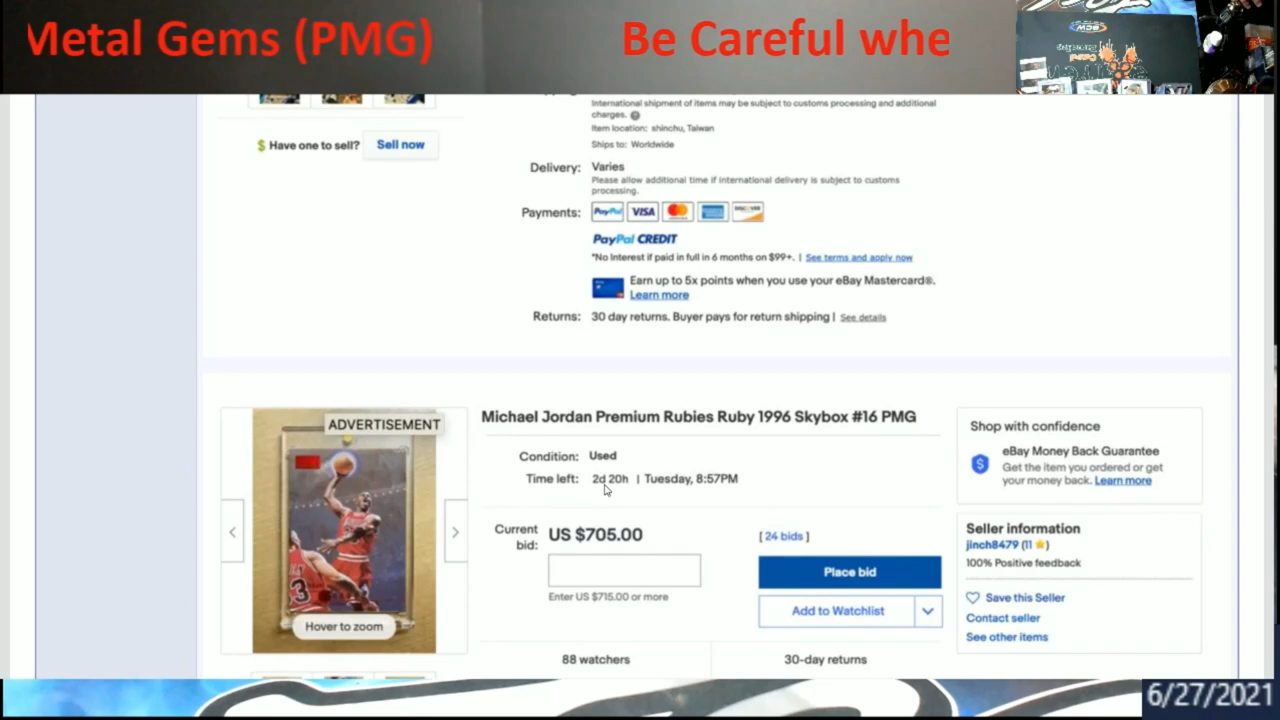 Metal Gems (PMG)
Be Careful whe
International shipment of items may be subject to customs processing and additional
charges.
Item location: shinchu, Taiwan
Ships to: Worldwide
$ Have one to sell? Sell now
Delivery: Varies
Please allow additional time if international delivery is subject to customs
processing.
Payments: PayPal VISA DISCOVER
PayPal CREDIT
*No Interest if paid in full in 6 months on $99+. | See terms and apply now
Earn up to 5x points when you use your eBay Mastercard®.
Learn more
Returns: 30 day returns. Buyer pays for return shipping | See details
ADVERTISEMENT
Hover to zoom
Michael Jordan Premium Rubies Ruby 1996 Skybox #16 PMG
Condition: Used
Time left: 2d 20h | Tuesday, 8:57PM
Current
bid:
US $705.00
[ 24 bids ]
Place bid
Enter US $715.00 or more
Add to Watchlist
88 watchers
30-day returns
Shop with confidence
eBay Money Back Guarantee
Get the item you ordered or get
your money back. Learn more
Seller information
jinch8479 (11 ★)
100% Positive feedback
Save this Seller
Contact seller
See other items
6/27/2021